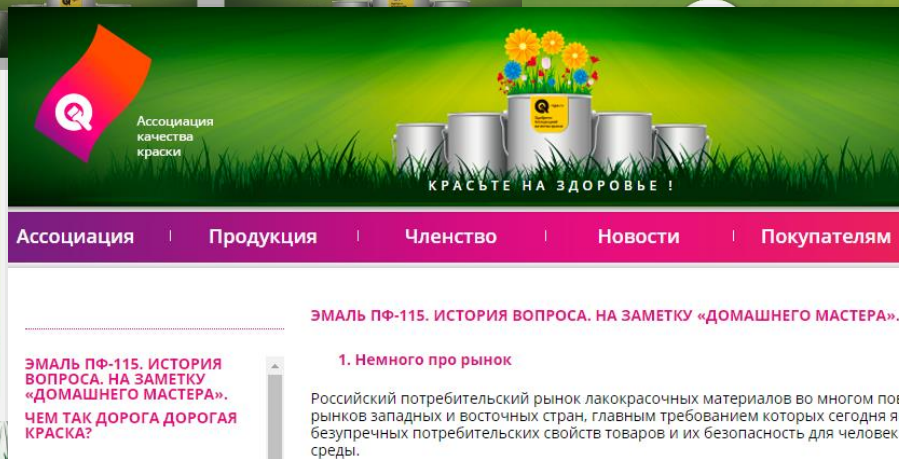 Ассоциация
качества
краски
КРАСЬТЕ НА ЗДОРОВЬЕ !
Ассоциация
Продукция
Членство
Новости
Покупателям
ЭМАЛЬ ПФ-115. ИСТОРИЯ ВОПРОСА. НА ЗАМЕТКУ «ДОМАШНЕГО МАСТЕРА».
ЭМАЛЬ ПФ-115. ИСТОРИЯ
ВОПРОСА. НА ЗАМЕТКУ
«ДОМАШНЕГО МАСТЕРА».
ЧЕМ ТАК ДОРОГА ДОРОГАЯ
КРАСКА?
1. Немного про рынок
Российский потребительский рынок лакокрасочных материалов во многом пов
рынков западных и восточных стран, главным требованием которых сегодня я
безупречных потребительских свойств товаров и их безопасность для человек
среды.